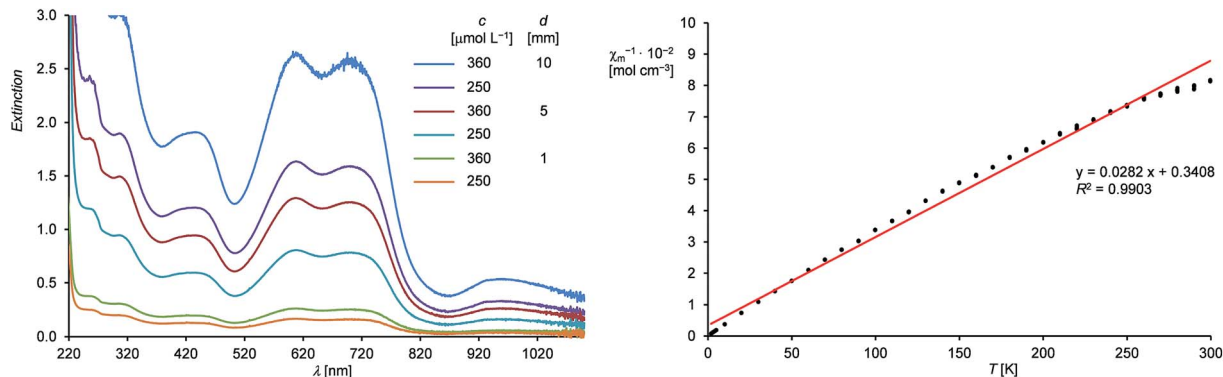 3.0
2.5
2.0
1.5
1.0
0.5
0.0
Extinction
220 320 420 520 620 720 820 920 1020
λ [nm]
c d
[μmol L⁻¹] [mm]
360 10
250
360 5
250
360 1
250
χₘ⁻¹ · 10⁻²
[mol cm⁻³]
10
9
8
7
6
5
4
3
2
1
0
y = 0.0282 x + 0.3408
R² = 0.9903
0 50 100 150 200 250 300
T [K]